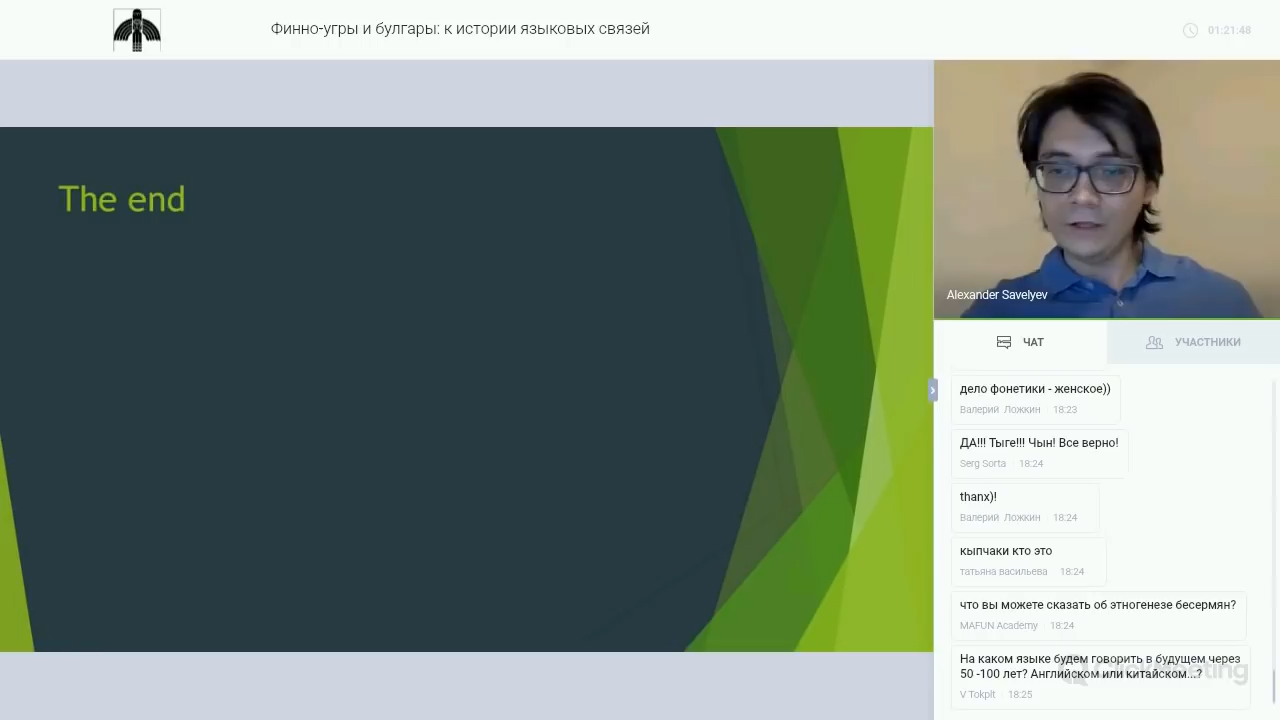 Финно-угры и булгары: к истории языковых связей
01:21:48
The end
Alexander Savelyev
ЧАТ
УЧАСТНИКИ
дело фонетики - женское))
Валерий Ложкин 18:23
ДА!!! Тыге!!! Чын! Все верно!
Serg Sorta 18:24
thanx)!
Валерий Ложкин 18:24
кыпчаки кто это
татьяна васильева 18:24
что вы можете сказать об этногенезе бесермян?
MAFUN Academy 18:24
На каком языке будем говорить в будущем через
50 -100 лет? Английском или китайском...?
V Tokpit 18:25
ClickMeeting